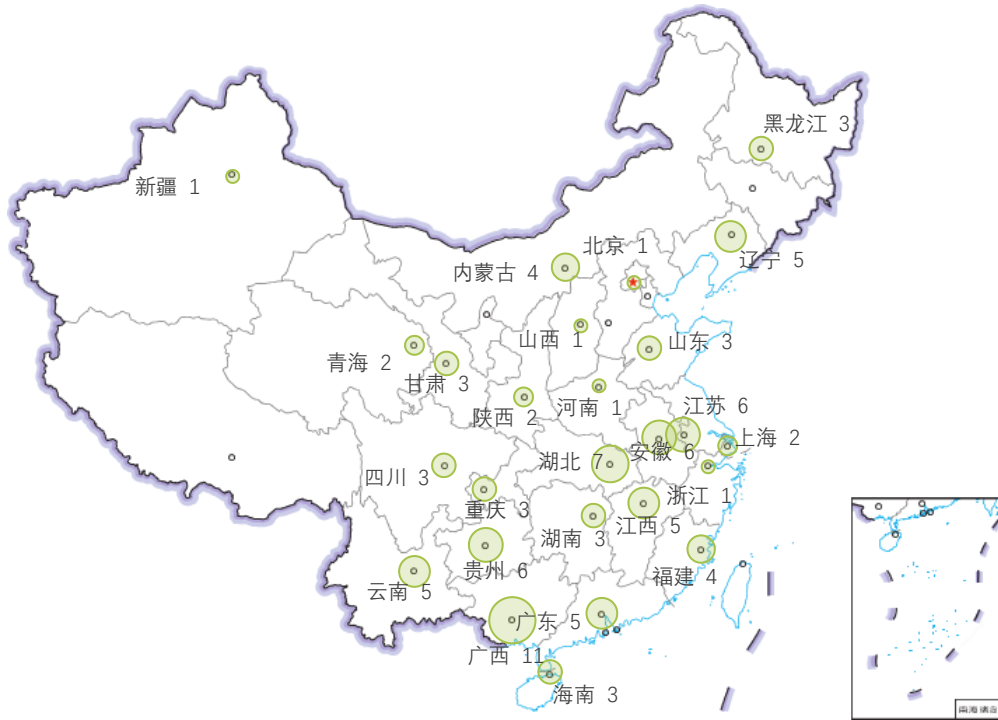 黑龙江 3
新疆 1
北京 1
辽宁 5
内蒙古 4
山西 1
山东 3
青海 2
甘肃 3
陕西 2
河南 1
江苏 6
上海 2
安徽 6
湖北 7
四川 3
浙江 1
重庆 3
江西 5
湖南 3
贵州 6
福建 4
云南 5
广东 5
广西 11
海南 3
南海诸岛